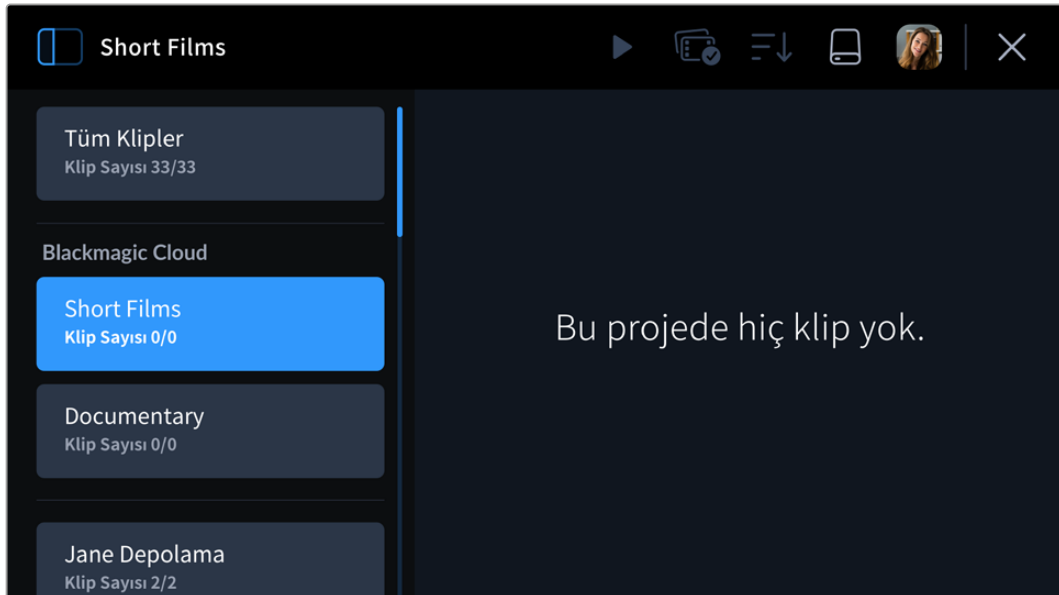 Short Films
Tüm Klipler
Klip Sayısı 33/33
Blackmagic Cloud
Short Films
Klip Sayısı 0/0
Documentary
Klip Sayısı 0/0
Jane Depolama
Klip Sayısı 2/2
Bu projede hiç klip yok.